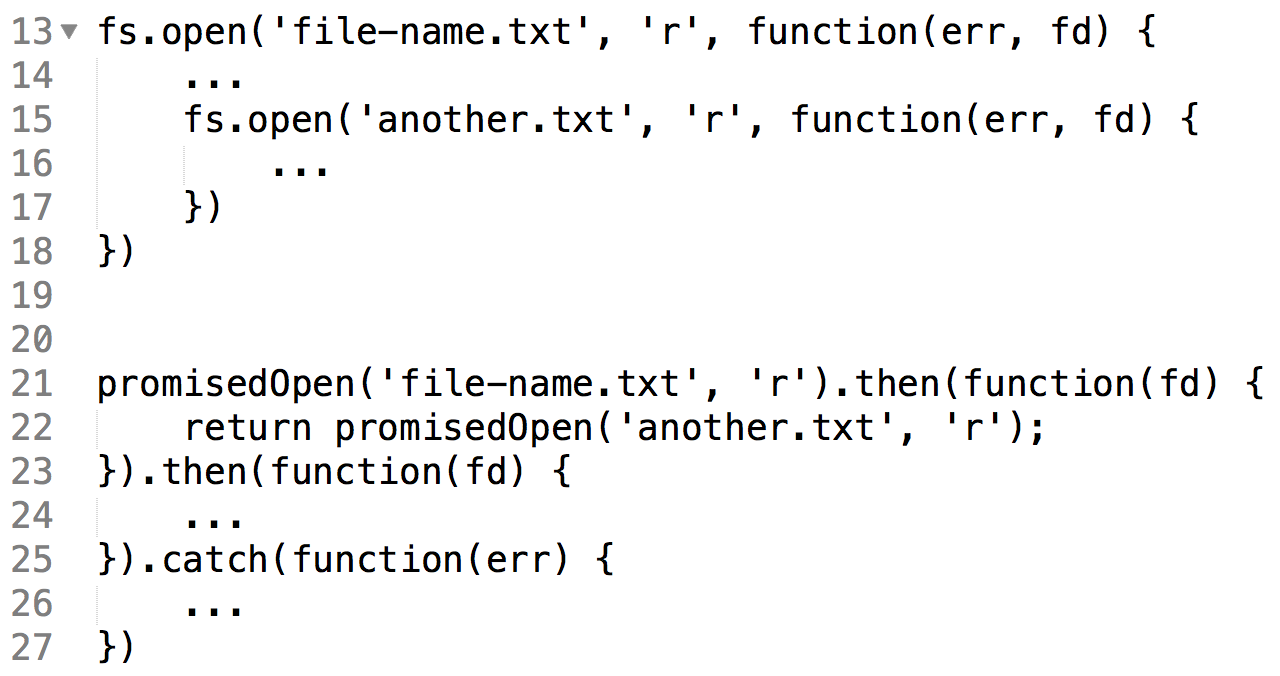 13 fs.open('file-name.txt', 'r', function(err, fd) {
14     ...
15     fs.open('another.txt', 'r', function(err, fd) {
16         ...
17     })
18 })
19
20
21 promisedOpen('file-name.txt', 'r').then(function(fd) {
22     return promisedOpen('another.txt', 'r');
23 }).then(function(fd) {
24     ...
25 }).catch(function(err) {
26     ...
27 })